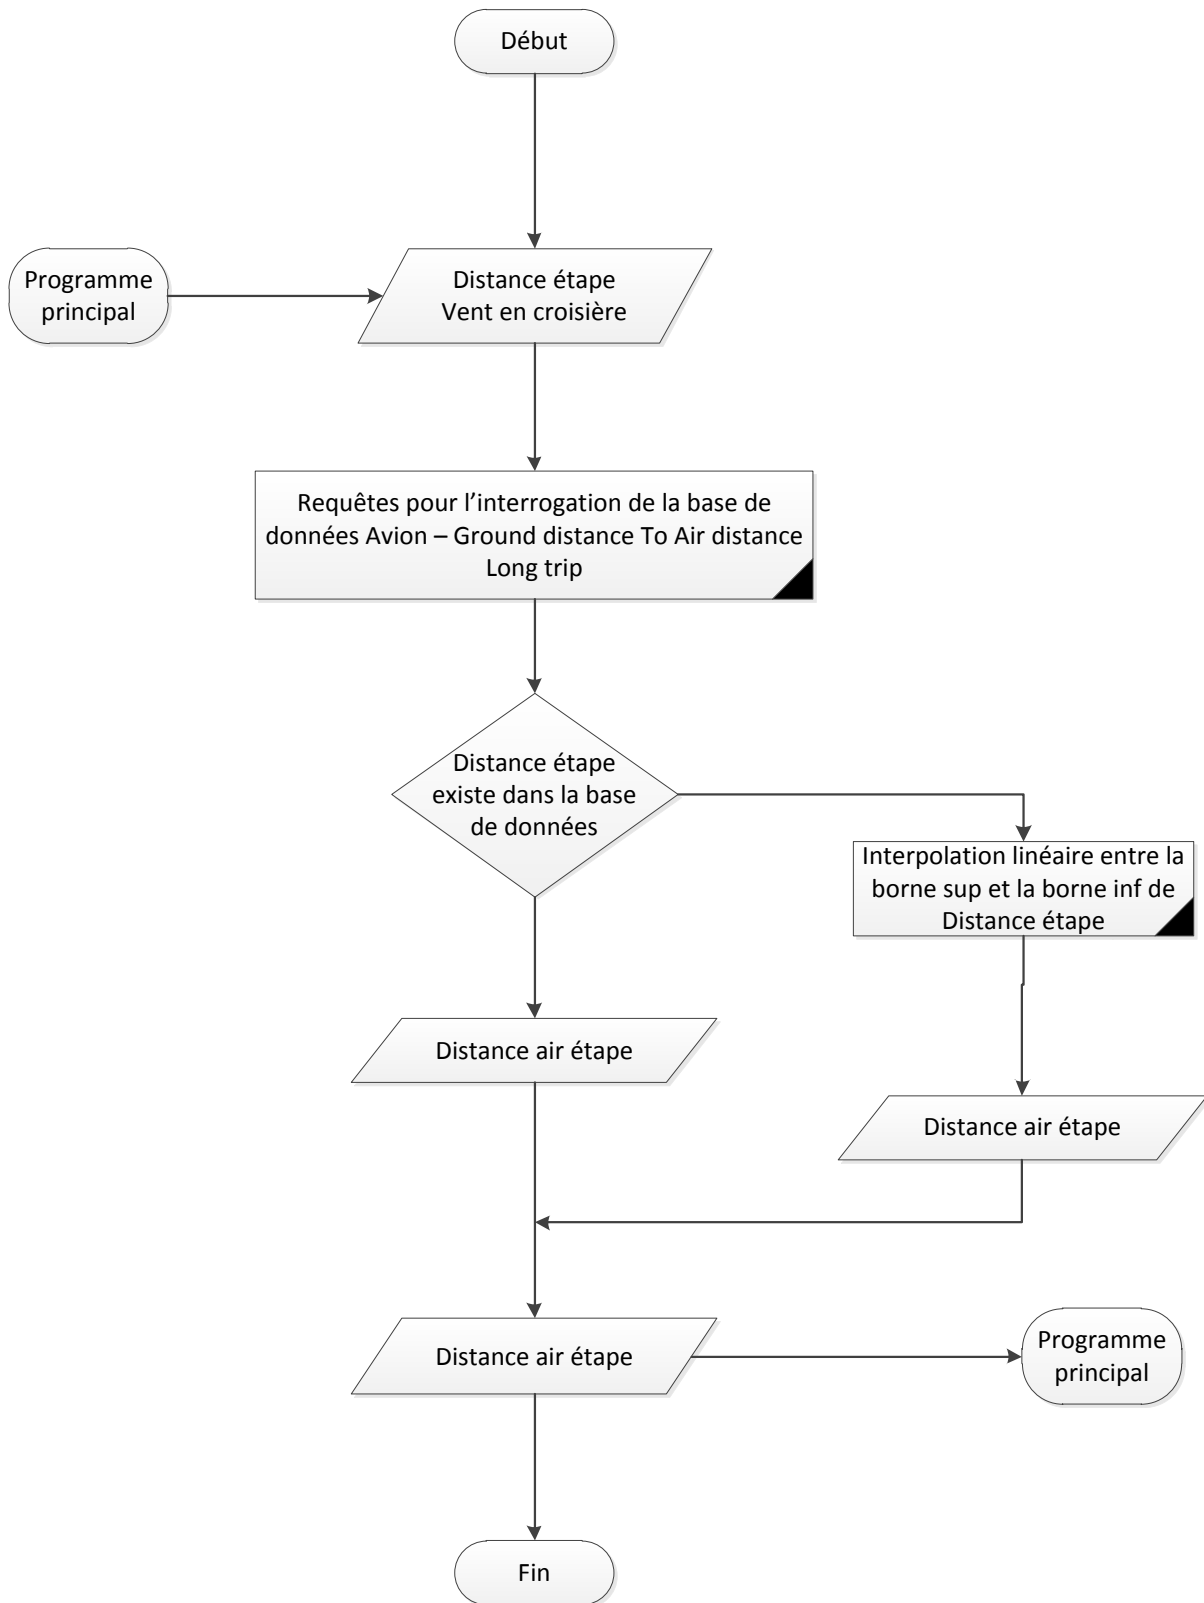 Début
Programme
principal
Distance étape
Vent en croisière
Requêtes pour l'interrogation de la base de
données Avion – Ground distance To Air distance
Long trip
Distance étape
existe dans la base
de données
Interpolation linéaire entre la
borne sup et la borne inf de
Distance étape
Distance air étape
Distance air étape
Distance air étape
Programme
principal
Fin